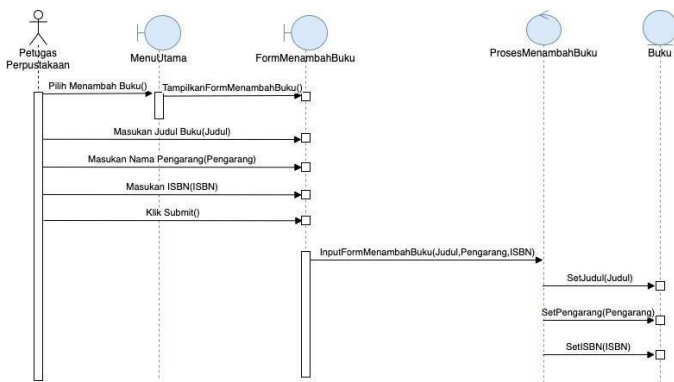 Petugas
Perpustakaan
MenuUtama
FormMenambahBuku
ProsesMenambahBuku
Buku
Pilih Menambah Buku()
TampilkanFormMenambahBuku()
Masukan Judul Buku(Judul)
Masukan Nama Pengarang(Pengarang)
Masukan ISBN(ISBN)
Klik Submit()
InputFormMenambahBuku(Judul,Pengarang,ISBN)
SetJudul(Judul)
SetPengarang(Pengarang)
SetISBN(ISBN)